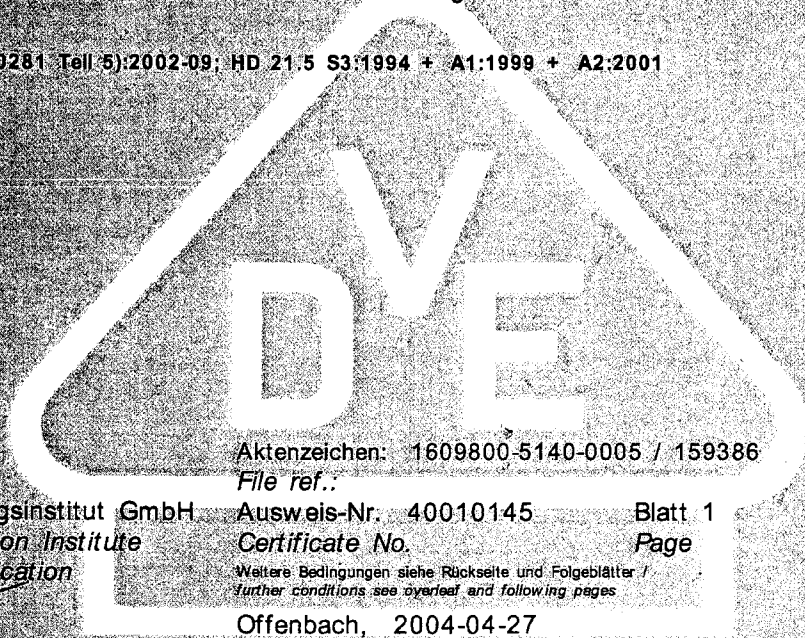 0281 Teil 5):2002-09; HD 21.5 S3:1994 + A1:1999 + A2:2001
V
D E
Aktenzeichen: 1609800-5140-0005 / 159386
File ref.:
gsinstitut GmbH Ausweis-Nr. 40010145 Blatt 1
on Institute Certificate No. Page
cation Weitere Bedingungen siehe Rückseite und Folgeblätter /
further conditions see overleaf and following pages
Offenbach, 2004-04-27